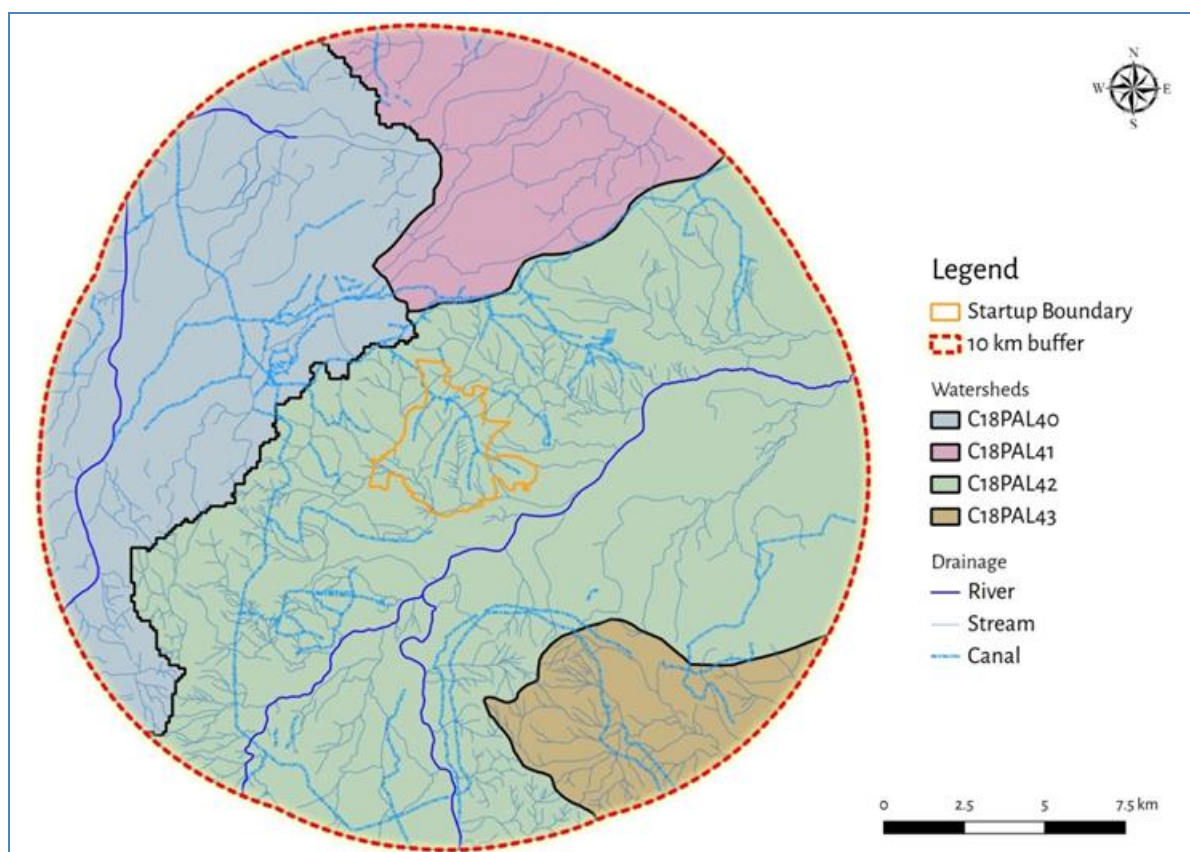 N
W E
S
Legend
Startup Boundary
10 km buffer
Watersheds
C18PAL40
C18PAL41
C18PAL42
C18PAL43
Drainage
River
Stream
Canal
0 2.5 5 7.5 km